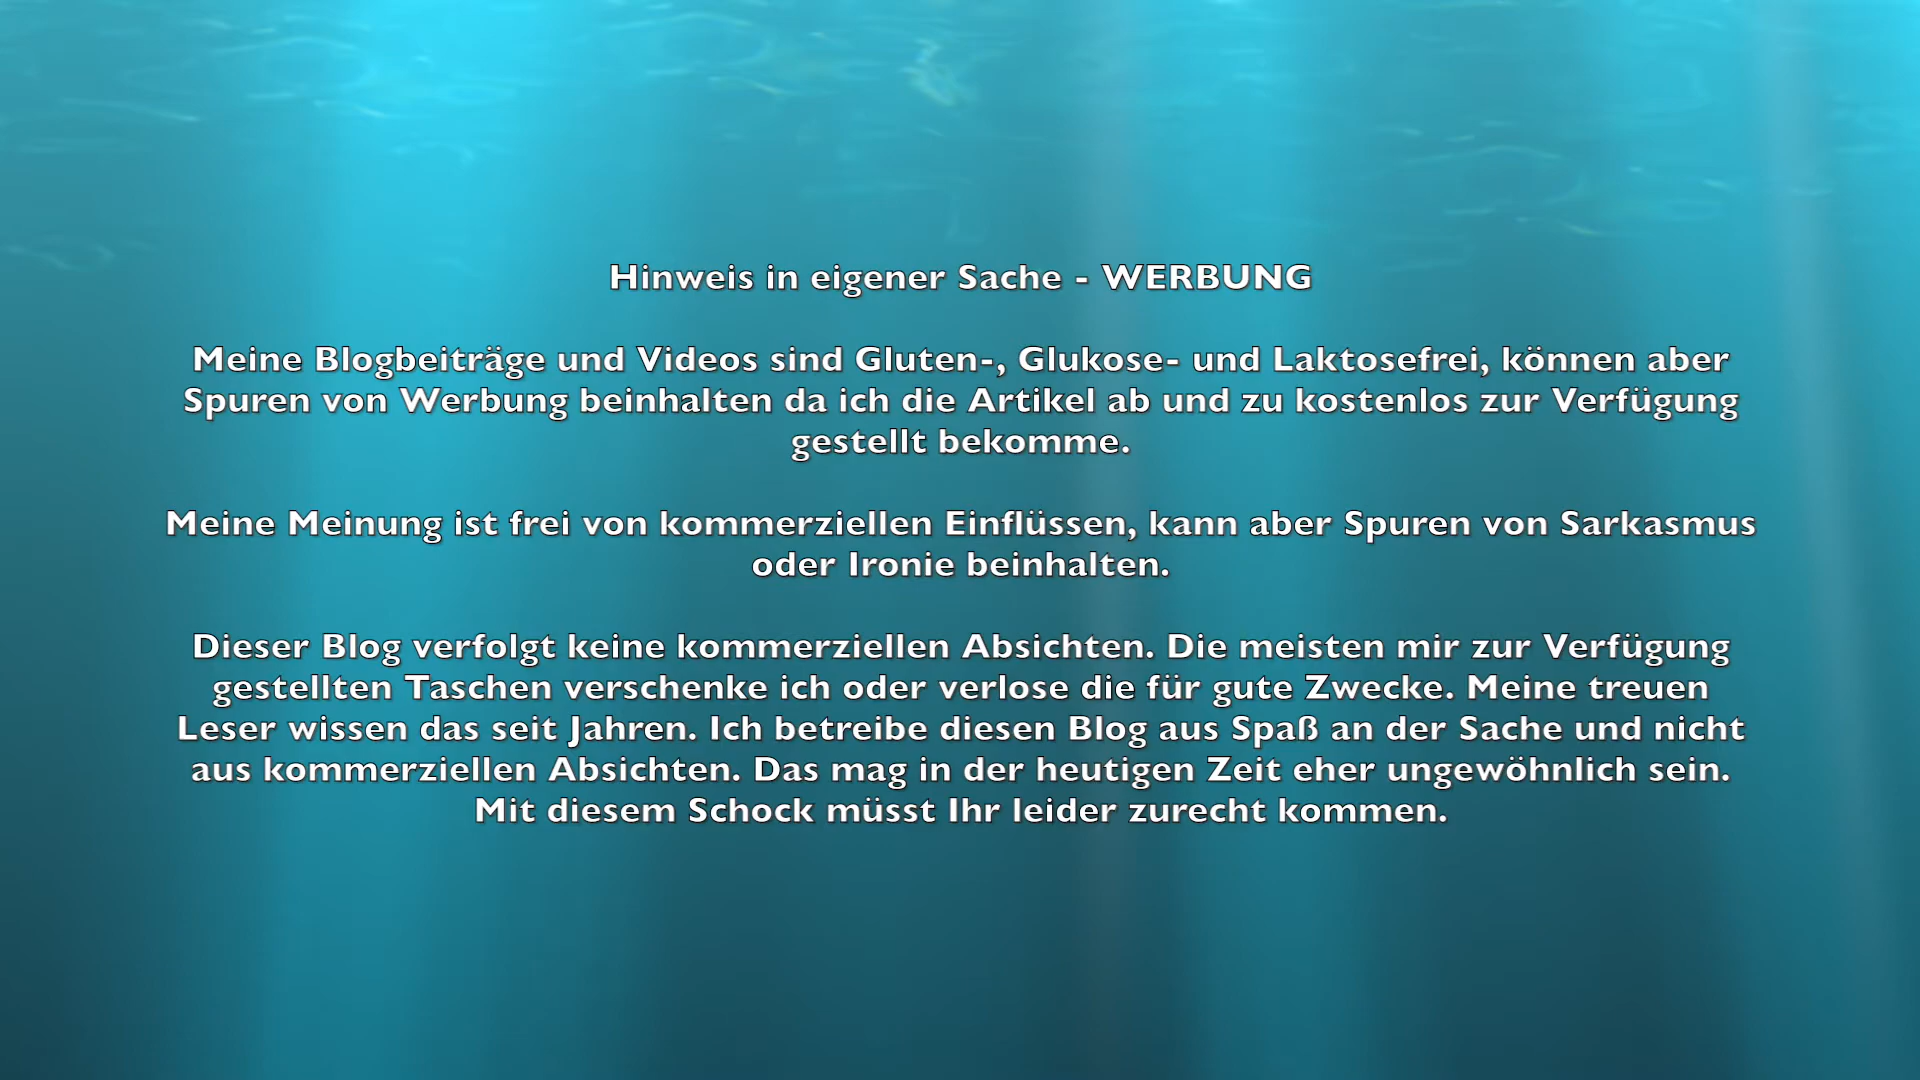 Hinweis in eigener Sache - WERBUNG
Meine Blogbeiträge und Videos sind Gluten-, Glukose- und Laktosefrei, können aber
Spuren von Werbung beinhalten da ich die Artikel ab und zu kostenlos zur Verfügung
gestellt bekomme.
Meine Meinung ist frei von kommerziellen Einflüssen, kann aber Spuren von Sarkasmus
oder Ironie beinhalten.
Dieser Blog verfolgt keine kommerziellen Absichten. Die meisten mir zur Verfügung
gestellten Taschen verschenke ich oder verlose die für gute Zwecke. Meine treuen
Leser wissen das seit Jahren. Ich betreibe diesen Blog aus Spaß an der Sache und nicht
aus kommerziellen Absichten. Das mag in der heutigen Zeit eher ungewöhnlich sein.
Mit diesem Schock müsst Ihr leider zurecht kommen.